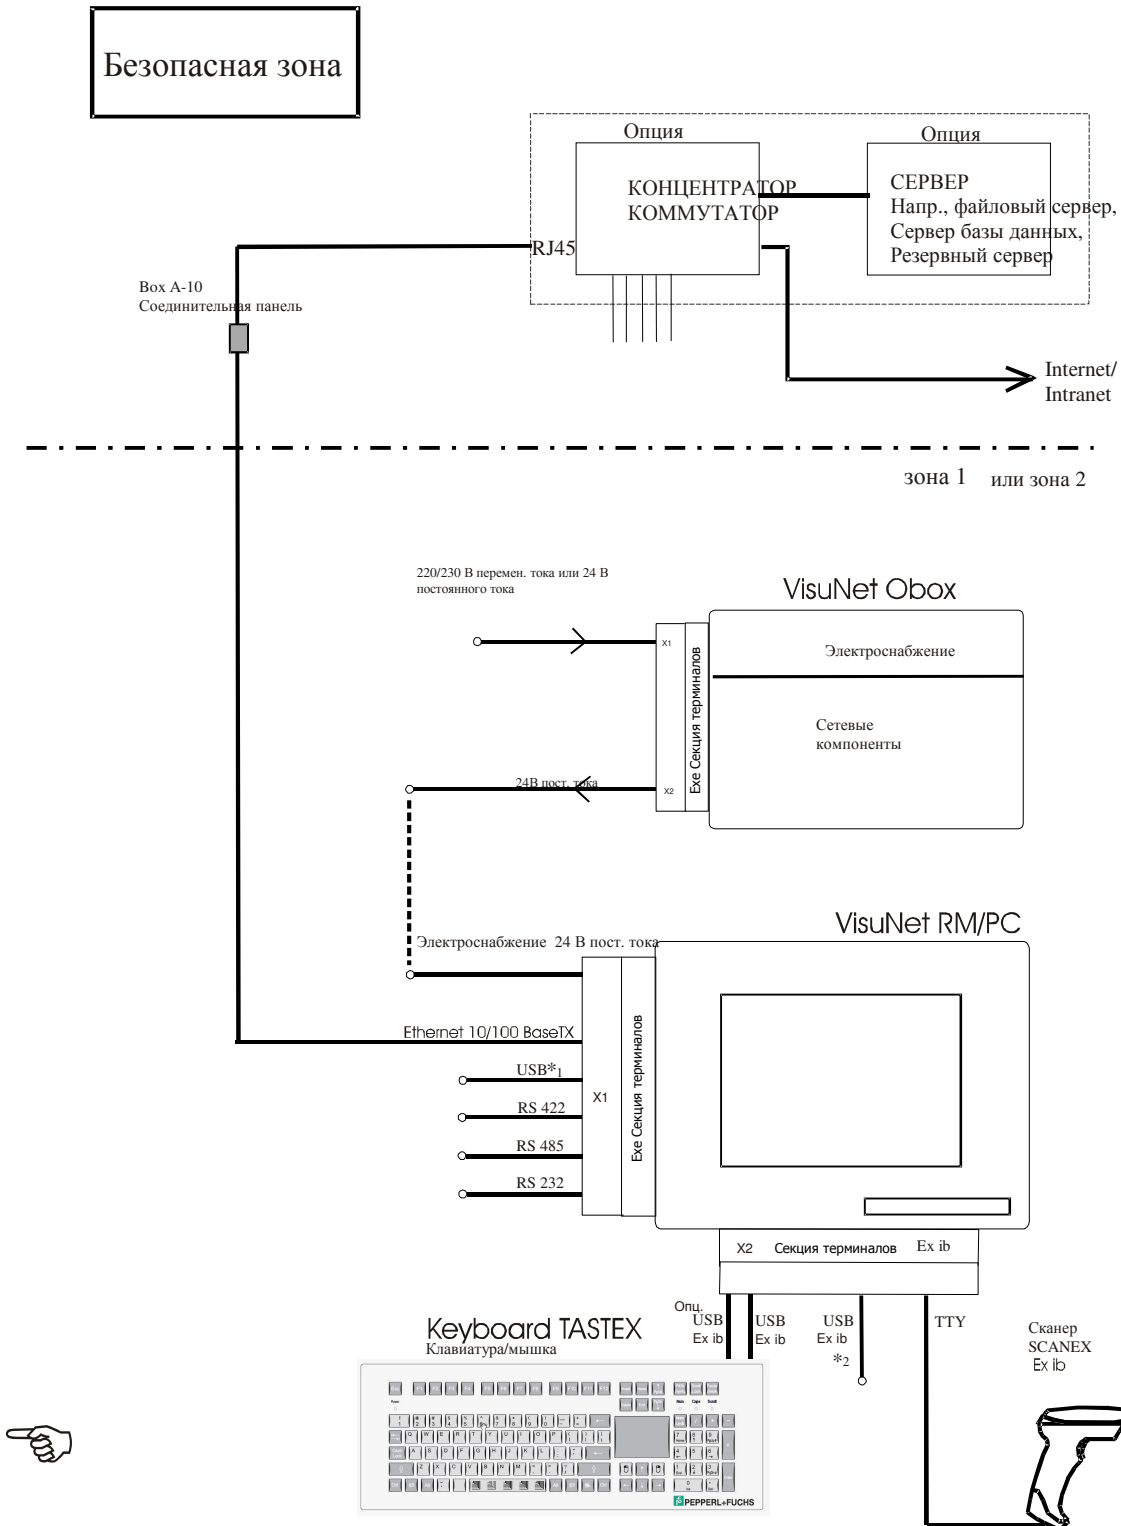 Безопасная зона
Опция
Опция
КОНЦЕНТРАТОР
КОММУТАТОР
СЕРВЕР
Напр., файловый сервер,
Сервер базы данных,
Резервный сервер
RJ45
Box A-10
Соединительная панель
Internet/
Intranet
зона 1 или зона 2
220/230 В перемен. тока или 24 В
постоянного тока
VisuNet Obox
X1
Exe Секция терминалов
Электроснабжение
Сетевые
компоненты
24В пост. тока
X2
VisuNet RM/PC
Электроснабжение 24 В пост. тока
Ethernet 10/100 BaseTX
USB*1
RS 422
RS 485
RS 232
X1
Exe Секция терминалов
X2 Секция терминалов Ex ib
Опц.
USB
Ex ib
USB
Ex ib
USB
Ex ib
*2
TTY
Сканер
SCANEX
Ex ib
Keyboard TASTEX
Клавиатура/мышка
PEPPERL+FUCHS